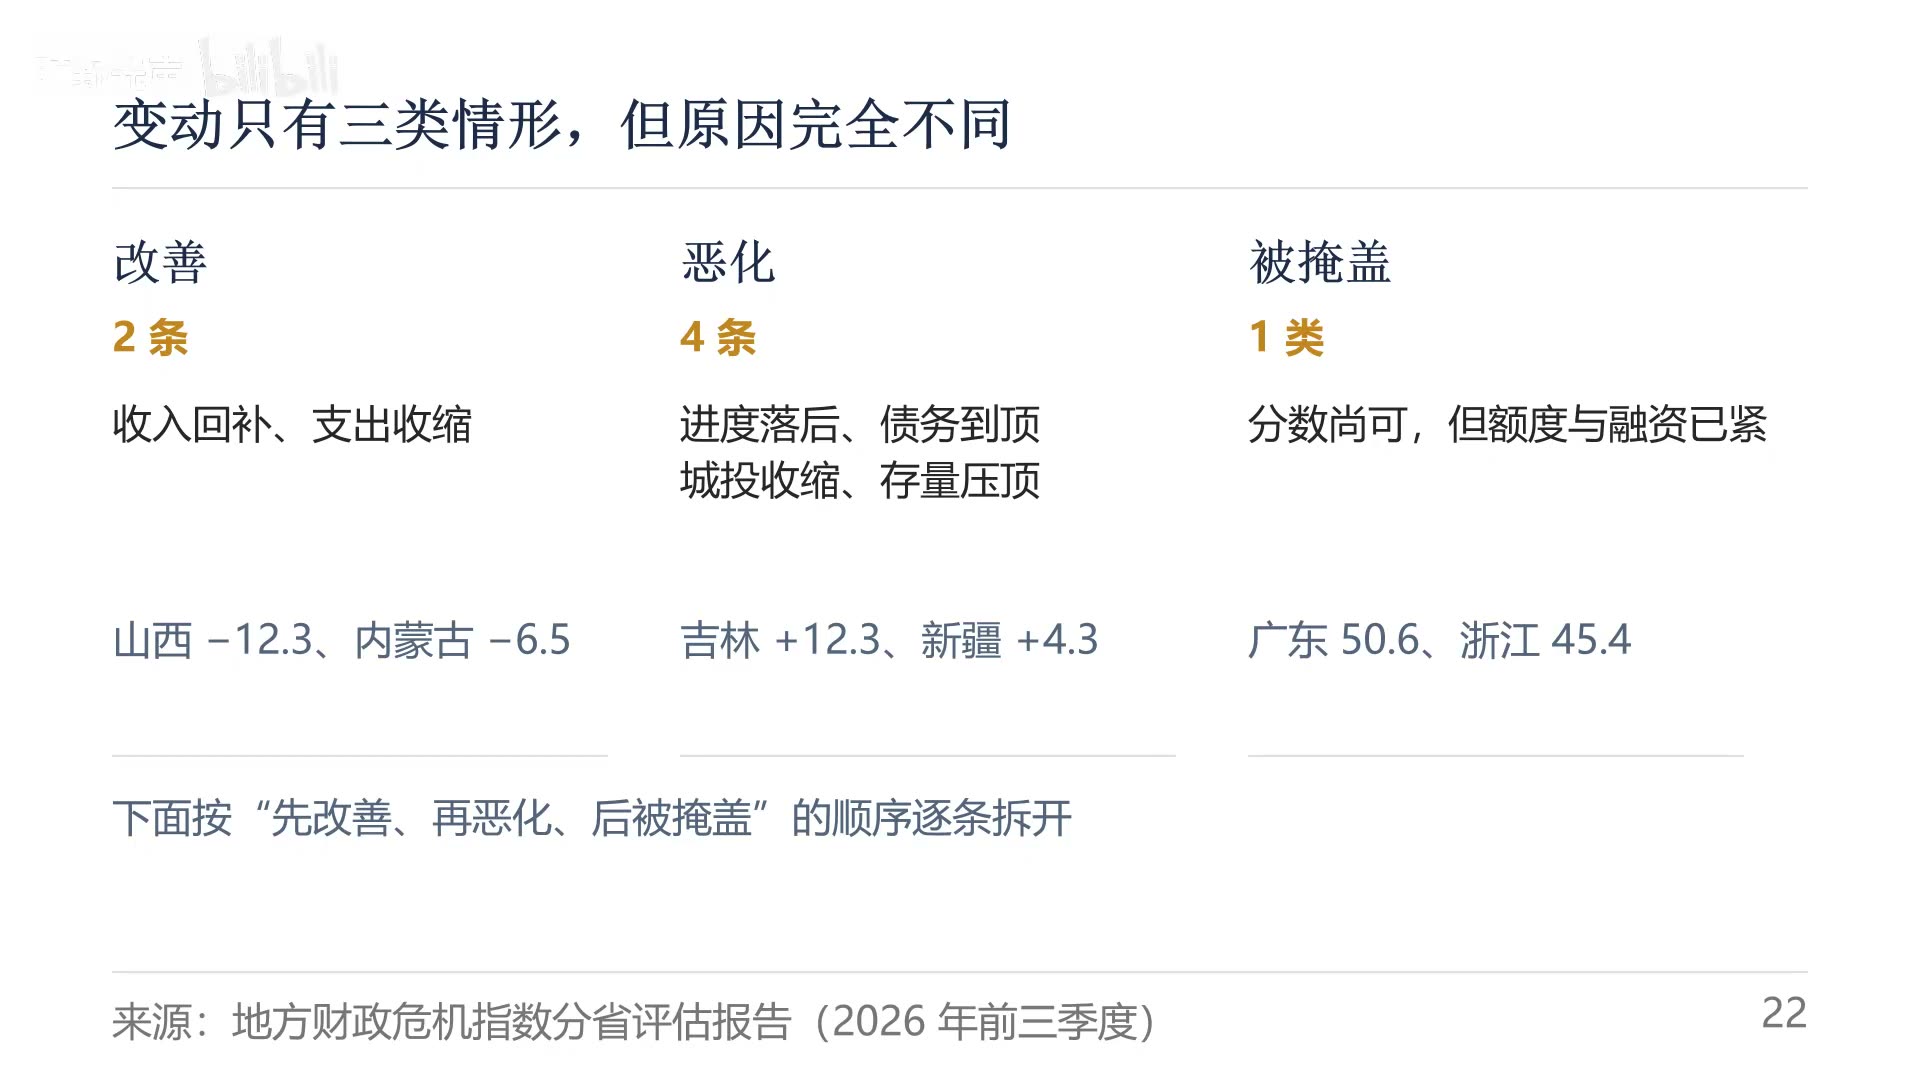 bilibili
变动只有三类情形，但原因完全不同
改善
2 条
收入回补、支出收缩
山西 −12.3、内蒙古 −6.5
恶化
4 条
进度落后、债务到顶
城投收缩、存量压顶
吉林 +12.3、新疆 +4.3
被掩盖
1 类
分数尚可，但额度与融资已紧
广东 50.6、浙江 45.4
下面按“先改善、再恶化、后被掩盖”的顺序逐条拆开
来源：地方财政危机指数分省评估报告（2026 年前三季度）
22